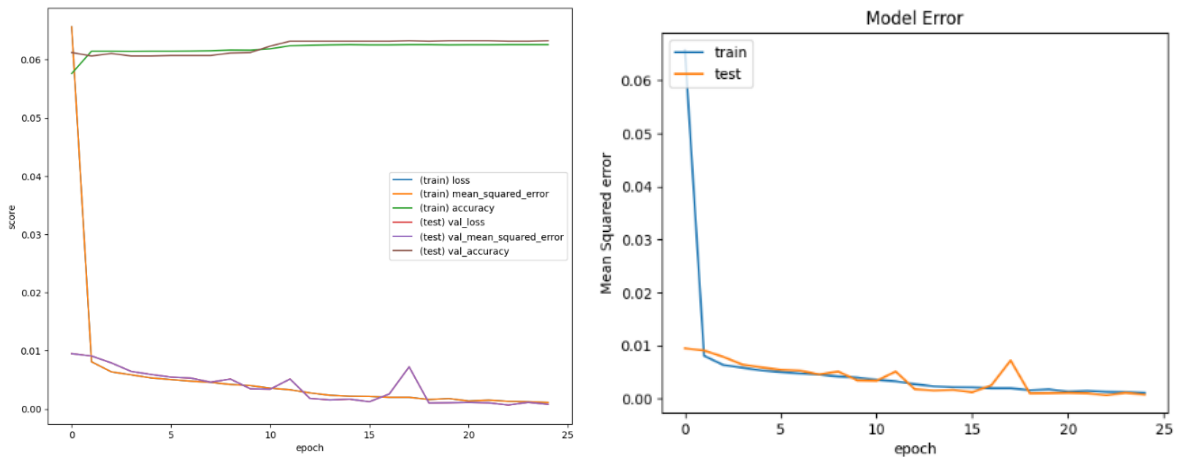 0.06
0.05
0.04
0.03
0.02
0.01
0.00
score
(train) loss
(train) mean_squared_error
(train) accuracy
(test) val_loss
(test) val_mean_squared_error
(test) val_accuracy
0 5 10 15 20 25
epoch
Model Error
train
test
0.06
0.05
0.04
0.03
0.02
0.01
0.00
Mean Squared error
0 5 10 15 20 25
epoch